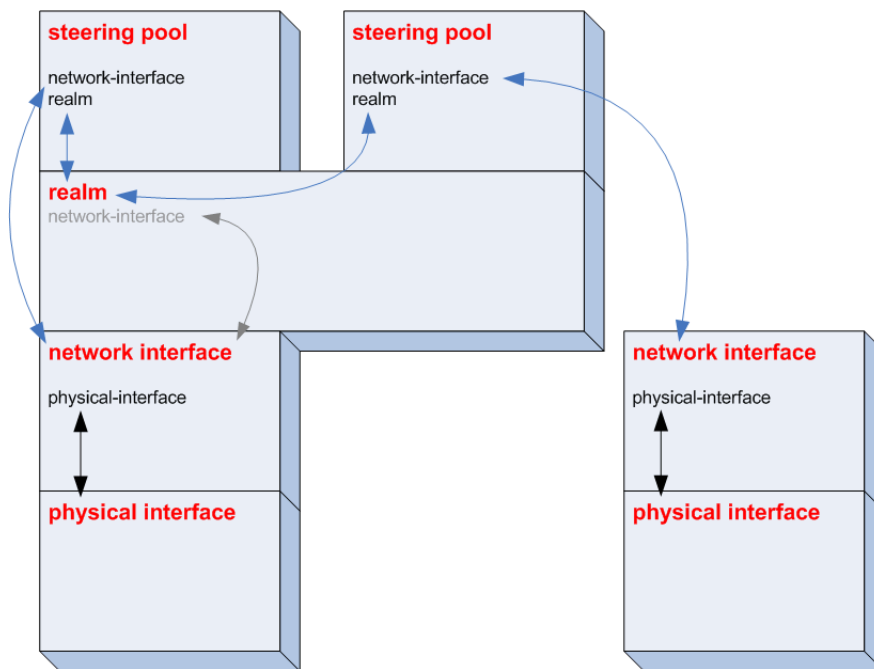 steering pool
network-interface
realm
steering pool
network-interface
realm
realm
network-interface
network interface
physical-interface
physical interface
network interface
physical-interface
physical interface